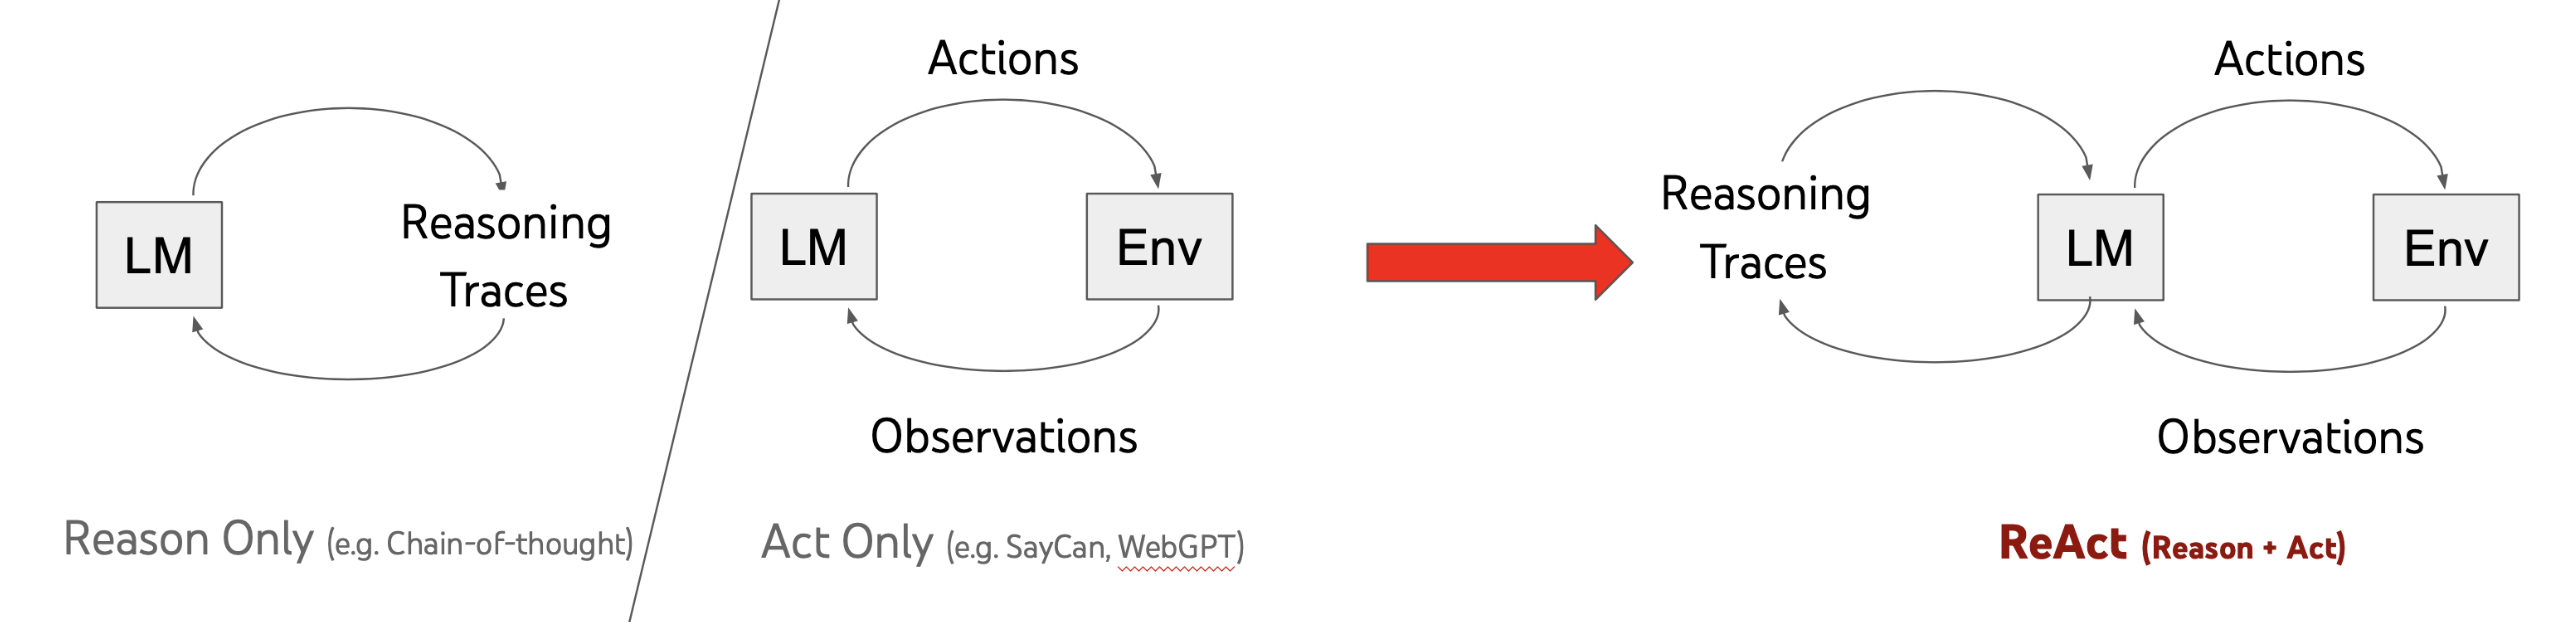 LM
Reasoning
Traces
Reason Only (e.g. Chain-of-thought)
Actions
LM
Env
Observations
Act Only (e.g. SayCan, WebGPT)
Reasoning
Traces
Actions
LM
Env
Observations
ReAct (Reason + Act)